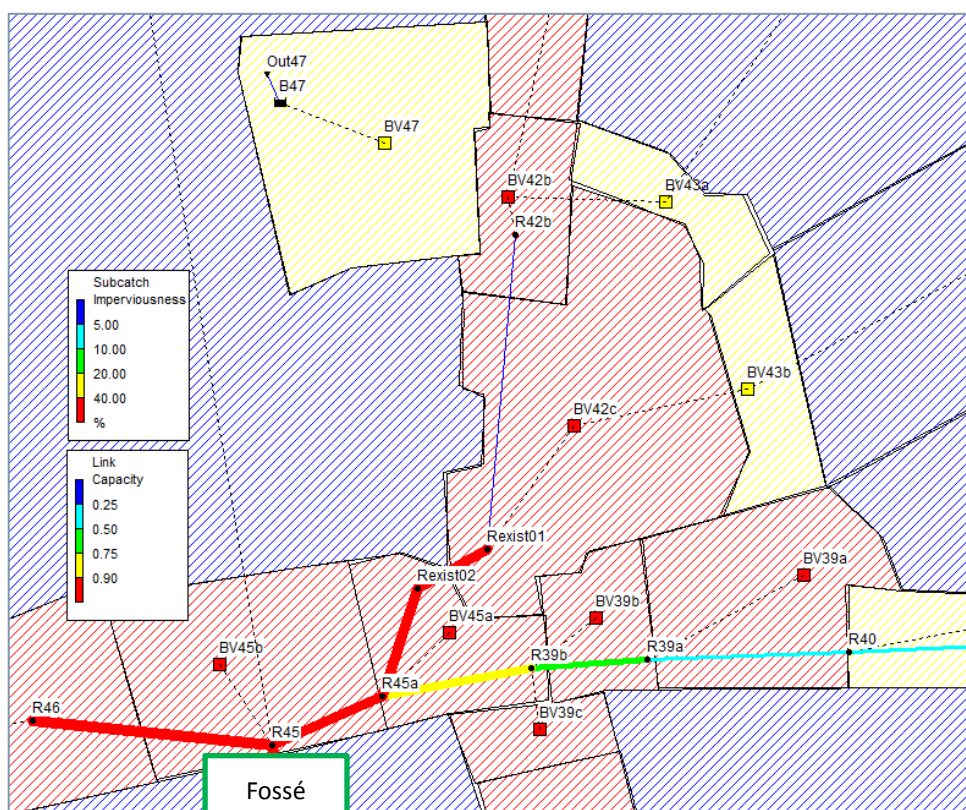 Out47
B47
BV47
BV42b
BV43a
R42b
Subcatch
Imperviousness
5.00
10.00
20.00
40.00
%
BV43b
BV42c
Link
Capacity
0.25
0.50
0.75
0.90
Rexist01
Rexist02
BV39a
BV39b
BV45a
BV45b
R39b
R39a
R40
R45a
R46
R45
BV39c
Fossé